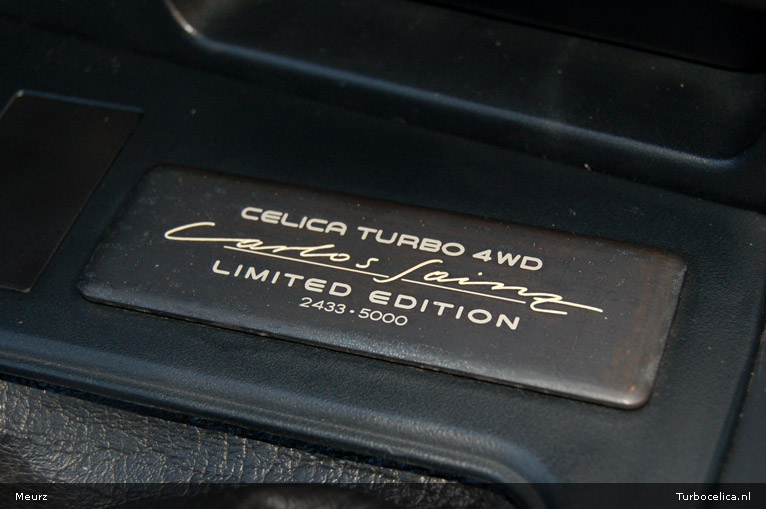 CELICA TURBO 4WD
Carlos Sainz
LIMITED EDITION
2433 · 5000
Meurz
Turbocelica.nl